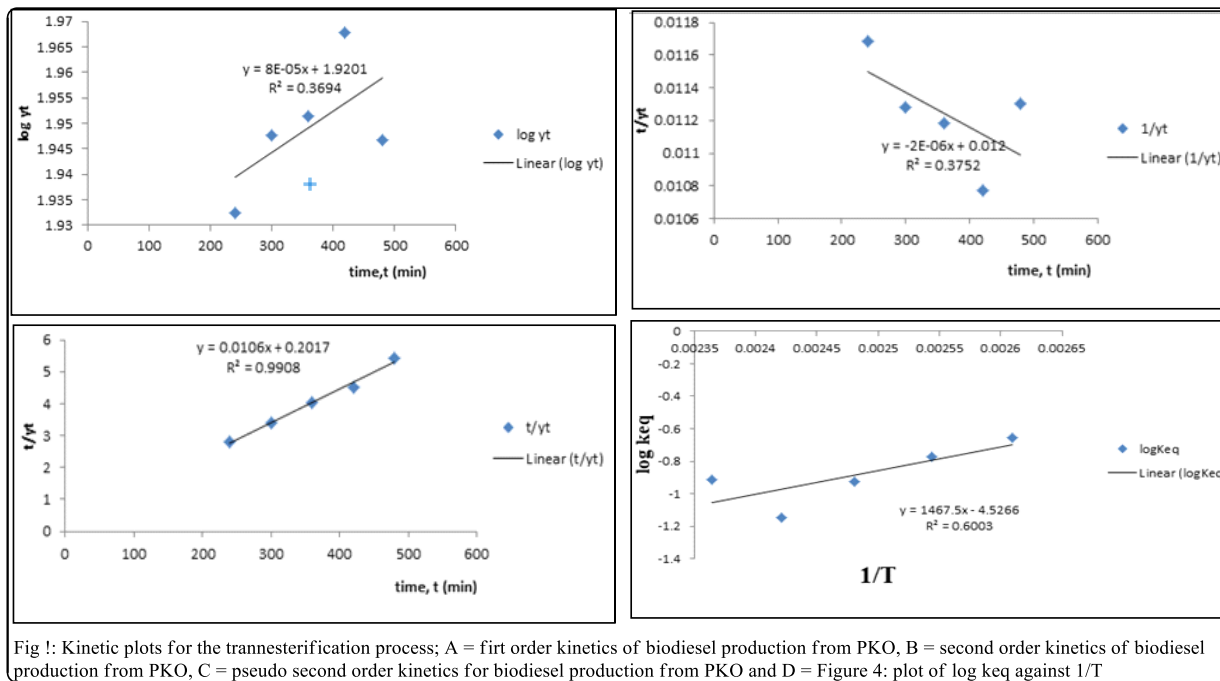 1.97
1.965
1.96
1.955
1.95
1.945
1.94
1.935
1.93
log yt
y = 8E-05x + 1.9201
R² = 0.3694
0 100 200 300 400 500 600
time,t (min)
log yt
Linear (log yt)
0.0118
0.0116
0.0114
0.0112
0.011
0.0108
0.0106
t/yt
y = -2E-06x + 0.012
R² = 0.3752
0 100 200 300 400 500 600
time, t (min)
1/yt
Linear (1/yt)
6
5
4
3
2
1
0
t/yt
y = 0.0106x + 0.2017
R² = 0.9908
0 100 200 300 400 500 600
time, t (min)
t/yt
Linear (t/yt)
0
-0.2
-0.4
-0.6
-0.8
-1
-1.2
-1.4
log keq
0.00235 0.0024 0.00245 0.0025 0.00255 0.0026 0.00265
y = 1467.5x - 4.5266
R² = 0.6003
1/T
logKeq
Linear (logKeq
Fig !: Kinetic plots for the trannesterification process; A = firt order kinetics of biodiesel production from PKO, B = second order kinetics of biodiesel
production from PKO, C = pseudo second order kinetics for biodiesel production from PKO and D = Figure 4: plot of log keq against 1/T